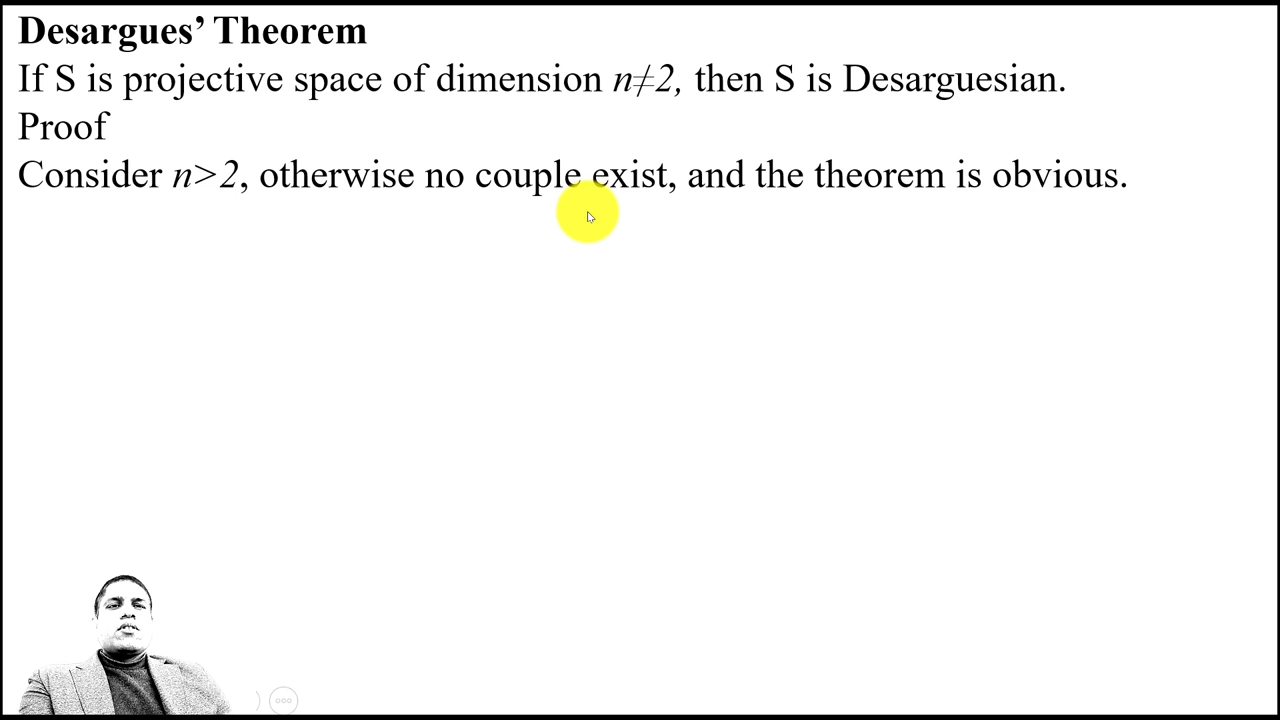 Desargues’ Theorem
If S is projective space of dimension n≠2, then S is Desarguesian.
Proof
Consider n>2, otherwise no couple exist, and the theorem is obvious.